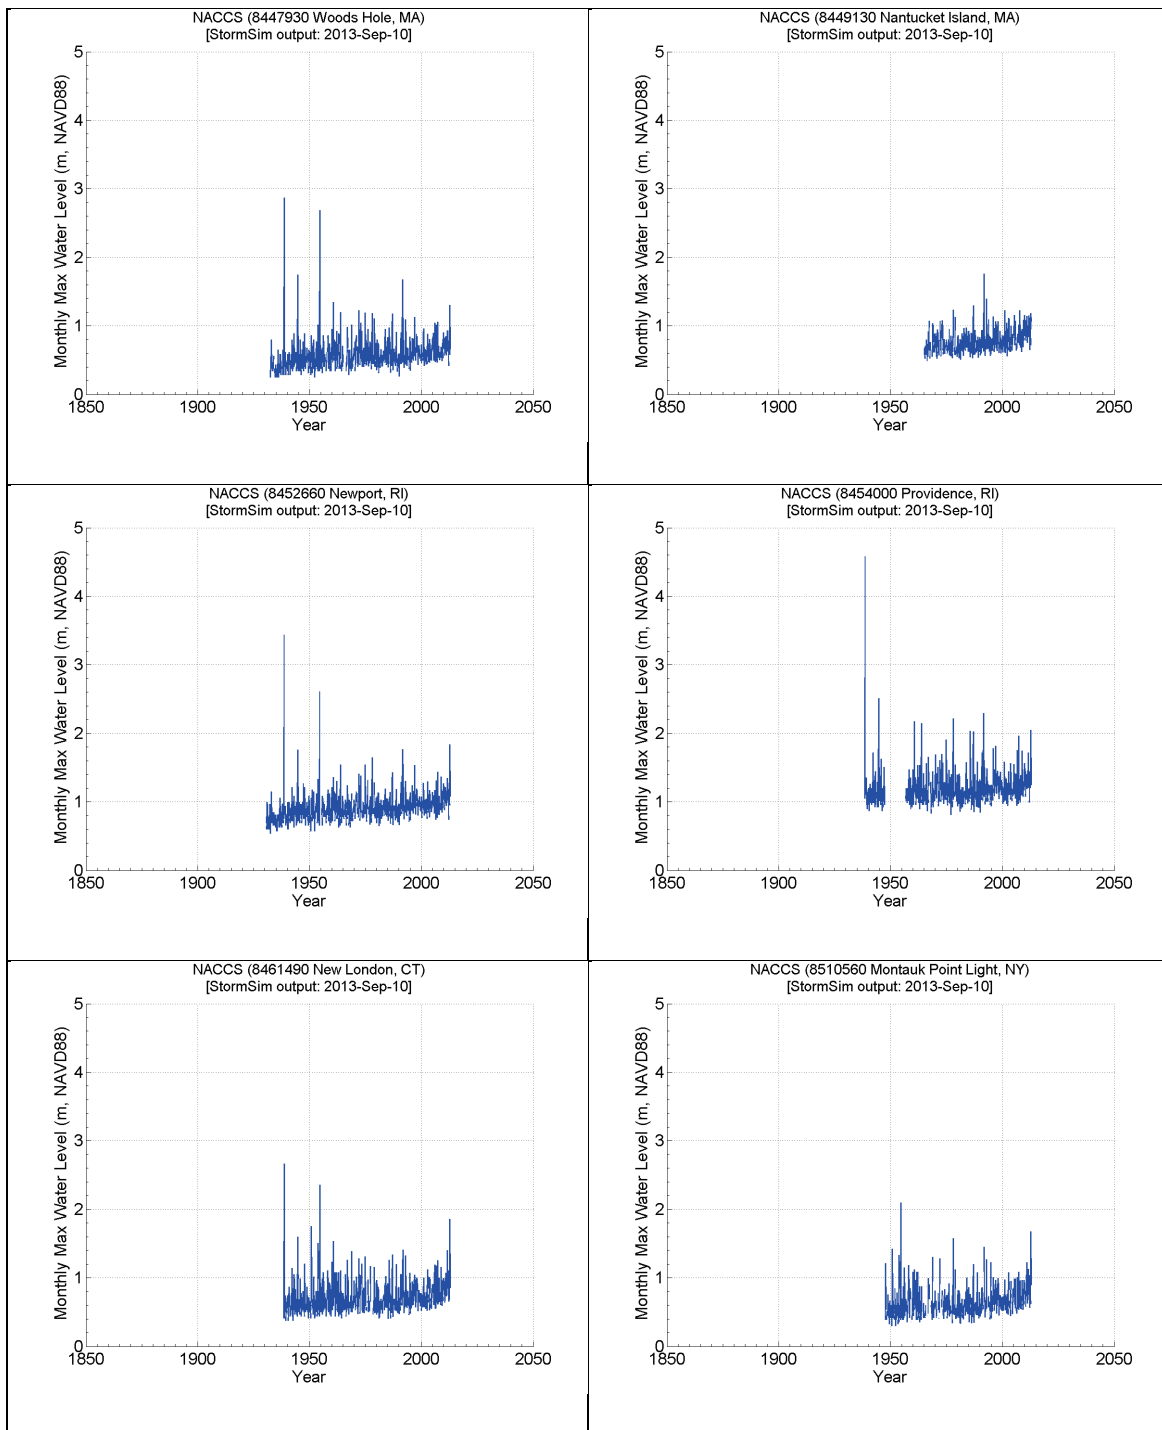 NACCS (8447930 Woods Hole, MA)
[StormSim output: 2013-Sep-10]
Monthly Max Water Level (m, NAVD88)
5
4
3
2
1
0
1850 1900 1950 2000 2050
Year
NACCS (8449130 Nantucket Island, MA)
[StormSim output: 2013-Sep-10]
Monthly Max Water Level (m, NAVD88)
5
4
3
2
1
0
1850 1900 1950 2000 2050
Year
NACCS (8452660 Newport, RI)
[StormSim output: 2013-Sep-10]
Monthly Max Water Level (m, NAVD88)
5
4
3
2
1
0
1850 1900 1950 2000 2050
Year
NACCS (8454000 Providence, RI)
[StormSim output: 2013-Sep-10]
Monthly Max Water Level (m, NAVD88)
5
4
3
2
1
0
1850 1900 1950 2000 2050
Year
NACCS (8461490 New London, CT)
[StormSim output: 2013-Sep-10]
Monthly Max Water Level (m, NAVD88)
5
4
3
2
1
0
1850 1900 1950 2000 2050
Year
NACCS (8510560 Montauk Point Light, NY)
[StormSim output: 2013-Sep-10]
Monthly Max Water Level (m, NAVD88)
5
4
3
2
1
0
1850 1900 1950 2000 2050
Year